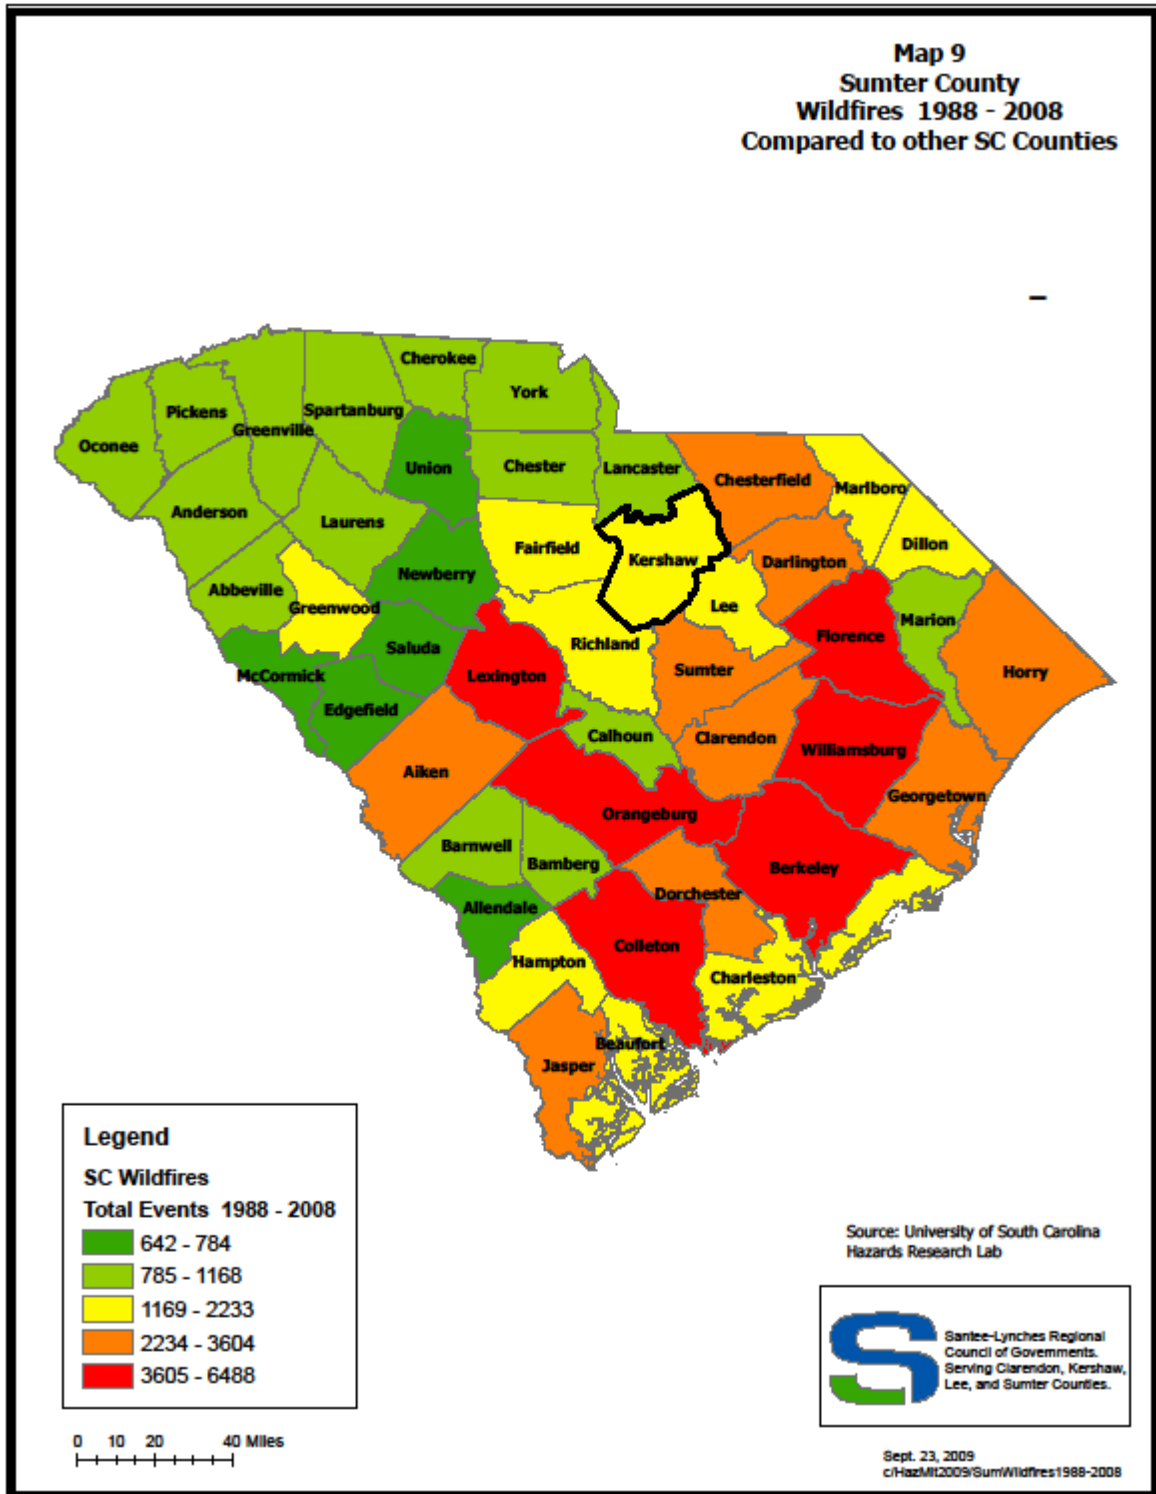 Map 9
Sumter County
Wildfires 1988 - 2008
Compared to other SC Counties
Cherokee
York
Pickens
Spartanburg
Greenville
Oconee
Union
Chester
Lancaster
Chesterfield
Marlboro
Anderson
Laurens
Fairfield
Kershaw
Dillon
Darlington
Newberry
Abbeville
Greenwood
Lee
Marion
Florence
Richland
Saluda
McCormick
Lexington
Sumter
Horry
Edgefield
Calhoun
Clarendon
Williamsburg
Aiken
Georgetown
Orangeburg
Barnwell
Bamberg
Berkeley
Dorchester
Allendale
Colleton
Hampton
Charleston
Beaufort
Jasper
Legend
SC Wildfires
Total Events 1988 - 2008
642 - 784
785 - 1168
1169 - 2233
2234 - 3604
3605 - 6488
0 10 20 40 Miles
Source: University of South Carolina
Hazards Research Lab
Santee-Lynches Regional
Council of Governments.
Serving Clarendon, Kershaw,
Lee, and Sumter Counties.
Sept. 23, 2009
c/HazMit2009/SumWildfires1988-2008